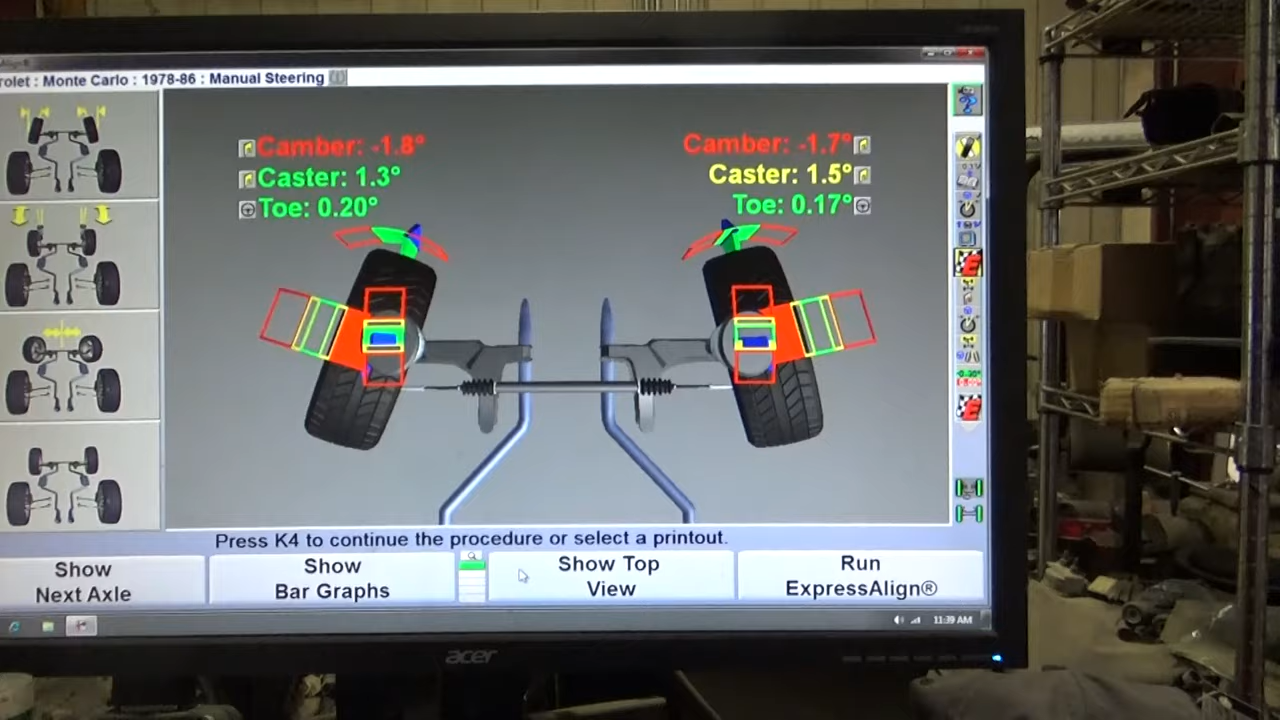 rolet : Monte Carlo : 1978-86 : Manual Steering
Camber: -1.8°
Caster: 1.3°
Toe: 0.20°
Camber: -1.7°
Caster: 1.5°
Toe: 0.17°
Press K4 to continue the procedure or select a printout.
Show Next Axle
Show Bar Graphs
Show Top View
Run ExpressAlign®
11:39 AM
acer